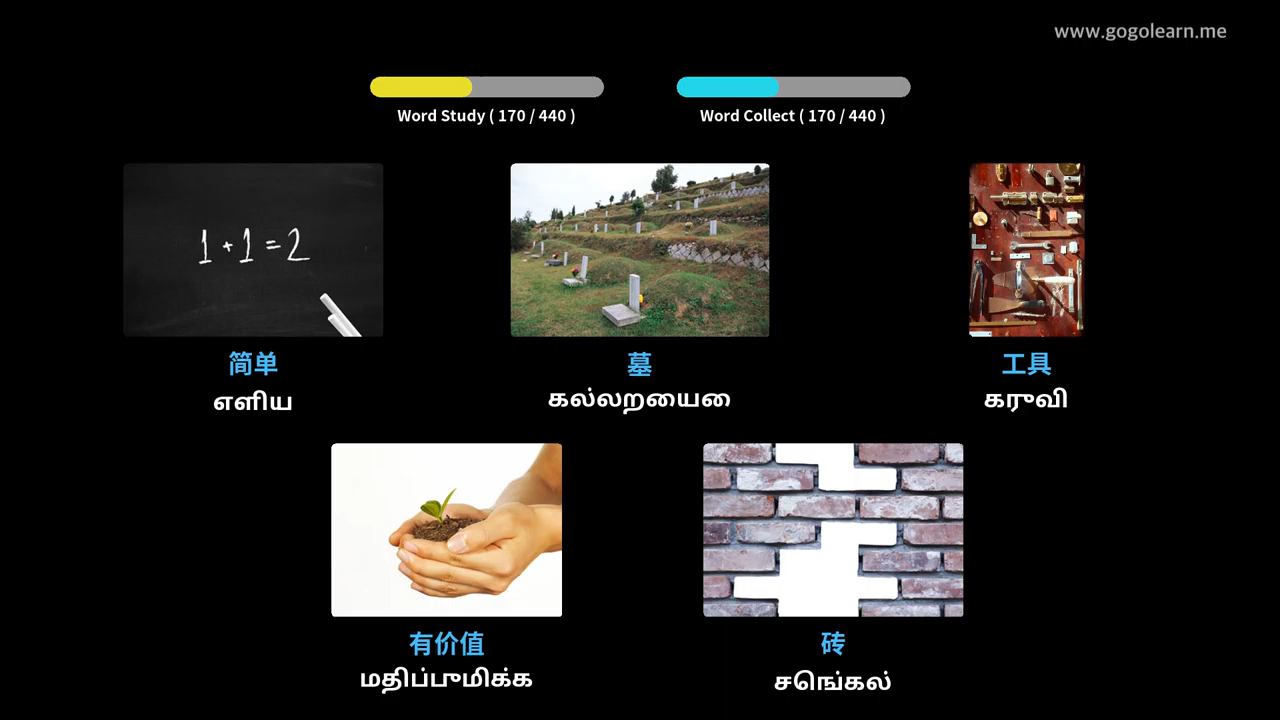 www.gogolearn.me
Word Study ( 170 / 440 )
Word Collect ( 170 / 440 )
1 + 1 = 2
简单
எளிய
墓
கல்லறயைை
工具
கருவி
有价值
மதிப்புமிக்க
砖
சஙெ்கல்